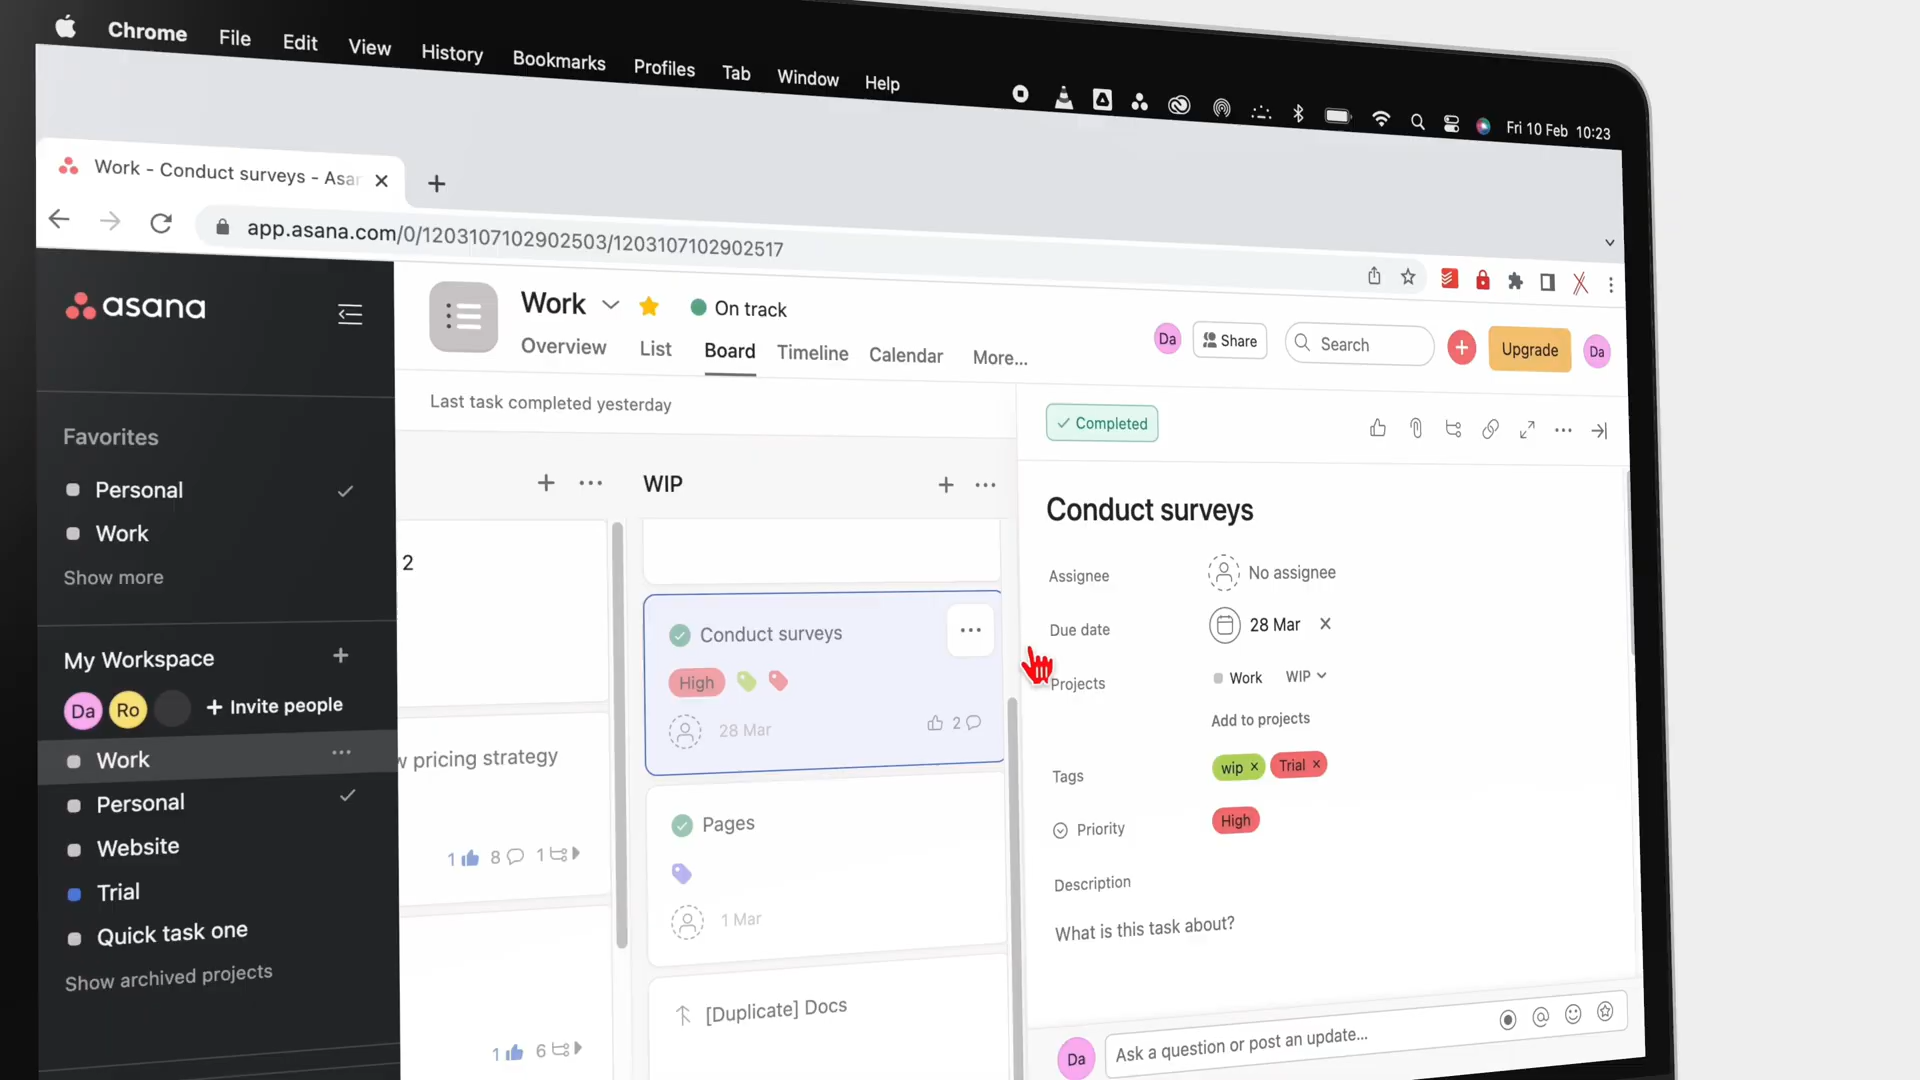 Chrome File Edit View History Bookmarks Profiles Tab Window Help
Fri 10 Feb 10:23
Work - Conduct surveys - Asan
app.asana.com/0/1203107102902503/1203107102902517
asana
Favorites
Personal
Work
Show more
My Workspace
Da Ro + Invite people
Work
Personal
Website
Trial
Quick task one
Show archived projects
Work On track
Overview List Board Timeline Calendar More...
Da Share Search Upgrade Da
Last task completed yesterday
2
pricing strategy
1 8 1
1 6
WIP
Conduct surveys
High
28 Mar 2
Pages
1 Mar
[Duplicate] Docs
Completed
Conduct surveys
Assignee No assignee
Due date 28 Mar
Projects Work WIP
Add to projects
Tags wip × Trial ×
Priority High
Description
What is this task about?
Da Ask a question or post an update...